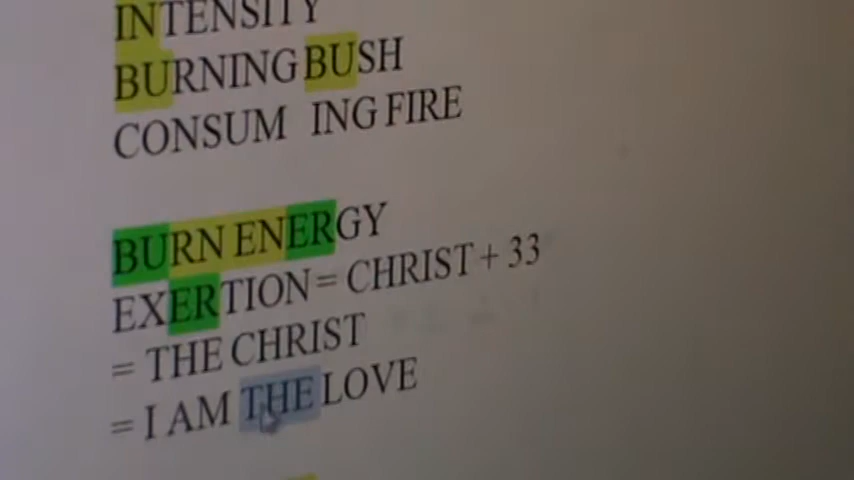 INTENSITY
BURNING BUSH
CONSUM ING FIRE
BURN ENERGY
EXERTION = CHRIST + 33
= THE CHRIST
= I AM THE LOVE